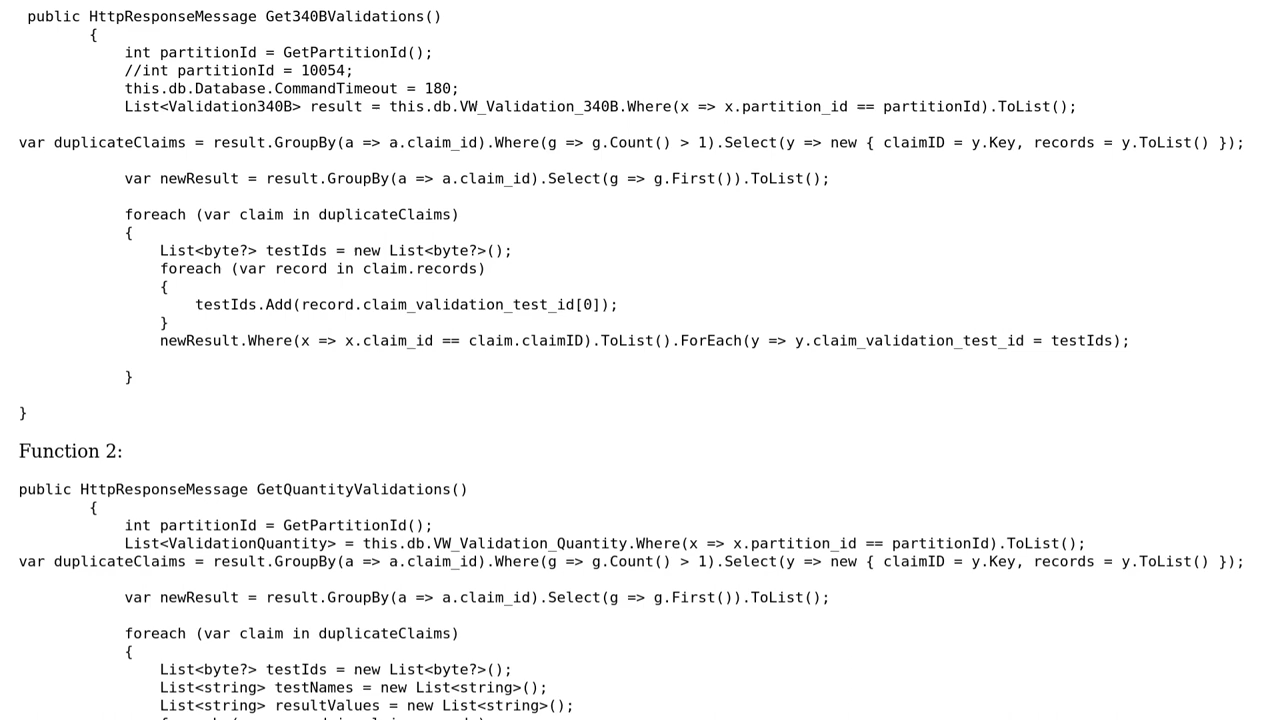 public HttpResponseMessage Get340BValidations()
{
int partitionId = GetPartitionId();
//int partitionId = 10054;
this.db.Database.CommandTimeout = 180;
List<Validation340B> result = this.db.VW_Validation_340B.Where(x => x.partition_id == partitionId).ToList();
var duplicateClaims = result.GroupBy(a => a.claim_id).Where(g => g.Count() > 1).Select(y => new { claimID = y.Key, records = y.ToList() });
var newResult = result.GroupBy(a => a.claim_id).Select(g => g.First()).ToList();
foreach (var claim in duplicateClaims)
{
List<byte?> testIds = new List<byte?>();
foreach (var record in claim.records)
{
testIds.Add(record.claim_validation_test_id[0]);
}
newResult.Where(x => x.claim_id == claim.claimID).ToList().ForEach(y => y.claim_validation_test_id = testIds);
}
}
Function 2:
public HttpResponseMessage GetQuantityValidations()
{
int partitionId = GetPartitionId();
List<ValidationQuantity> = this.db.VW_Validation_Quantity.Where(x => x.partition_id == partitionId).ToList();
var duplicateClaims = result.GroupBy(a => a.claim_id).Where(g => g.Count() > 1).Select(y => new { claimID = y.Key, records = y.ToList() });
var newResult = result.GroupBy(a => a.claim_id).Select(g => g.First()).ToList();
foreach (var claim in duplicateClaims)
{
List<byte?> testIds = new List<byte?>();
List<string> testNames = new List<string>();
List<string> resultValues = new List<string>();